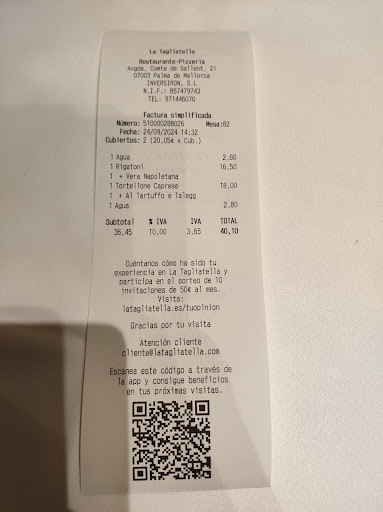 La Tagliatella
Restaurante-Pizzeria
Avgda. Comte de Sallent, 21
07003 Palma de Mallorca
INVERSIRON, S.L
N.I.F.: B57479743
TEL: 971446070
Factura simplificada
Número: 510000288026 Mesa:82
Fecha: 24/09/2024 14:32
Cubiertos: 2 (20,05€ x Cub.)
1 Agua 2,80
1 Rigatoni 16,50
1 + Vera Napoletana
1 Tortellone Caprese 18,00
1 + Al Tartuffo e Talegg
1 Agua 2,80
Subtotal % IVA IVA TOTAL
36,45 10,00 3,65 40,10
Cuéntanos cómo ha sido tu
experiencia en La Tagliatella y
participa en el sorteo de 10
invitaciones de 50€ al mes.
Visita:
latagliatella.es/tuopinion
Gracias por tu visita
Atención cliente
cliente@latagliatella.com
Escanea este código a través de
la app y consigue beneficios
en tus próximas visitas.